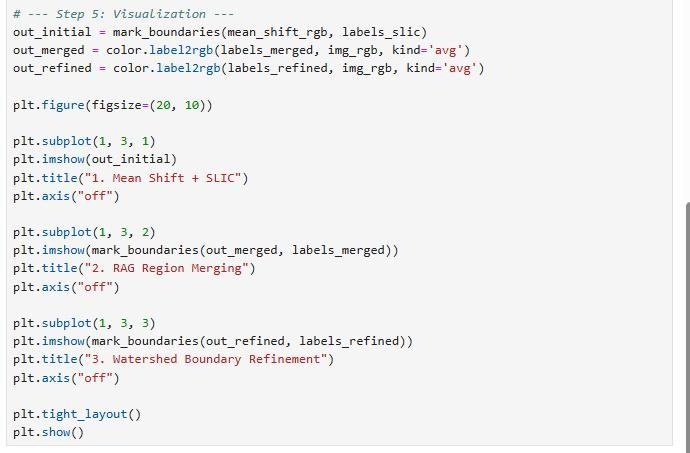 # --- Step 5: Visualization ---
out_initial = mark_boundaries(mean_shift_rgb, labels_slic)
out_merged = color.label2rgb(labels_merged, img_rgb, kind='avg')
out_refined = color.label2rgb(labels_refined, img_rgb, kind='avg')
plt.figure(figsize=(20, 10))
plt.subplot(1, 3, 1)
plt.imshow(out_initial)
plt.title("1. Mean Shift + SLIC")
plt.axis("off")
plt.subplot(1, 3, 2)
plt.imshow(mark_boundaries(out_merged, labels_merged))
plt.title("2. RAG Region Merging")
plt.axis("off")
plt.subplot(1, 3, 3)
plt.imshow(mark_boundaries(out_refined, labels_refined))
plt.title("3. Watershed Boundary Refinement")
plt.axis("off")
plt.tight_layout()
plt.show()